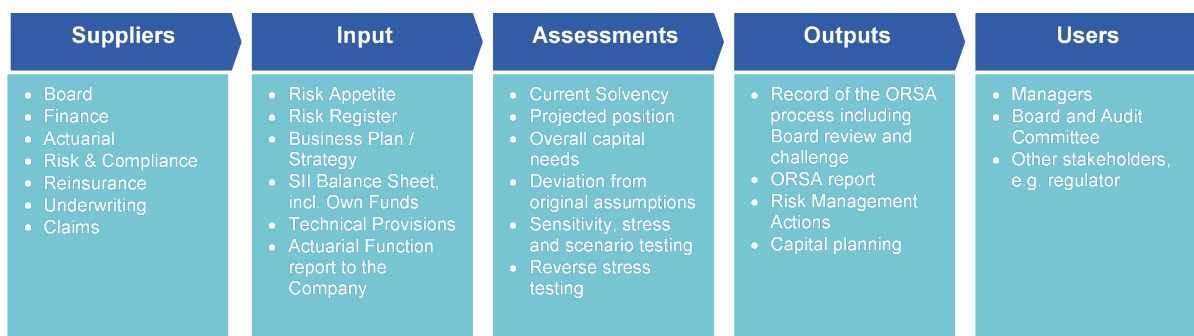 Suppliers
• Board
• Finance
• Actuarial
• Risk & Compliance
• Reinsurance
• Underwriting
• Claims
Input
• Risk Appetite
• Risk Register
• Business Plan /
Strategy
• SII Balance Sheet,
incl. Own Funds
• Technical Provisions
• Actuarial Function
report to the
Company
Assessments
• Current Solvency
• Projected position
• Overall capital
needs
• Deviation from
original assumptions
• Sensitivity, stress
and scenario testing
• Reverse stress
testing
Outputs
• Record of the ORSA
process including
Board review and
challenge
• ORSA report
• Risk Management
Actions
• Capital planning
Users
• Managers
• Board and Audit
Committee
• Other stakeholders,
e.g. regulator